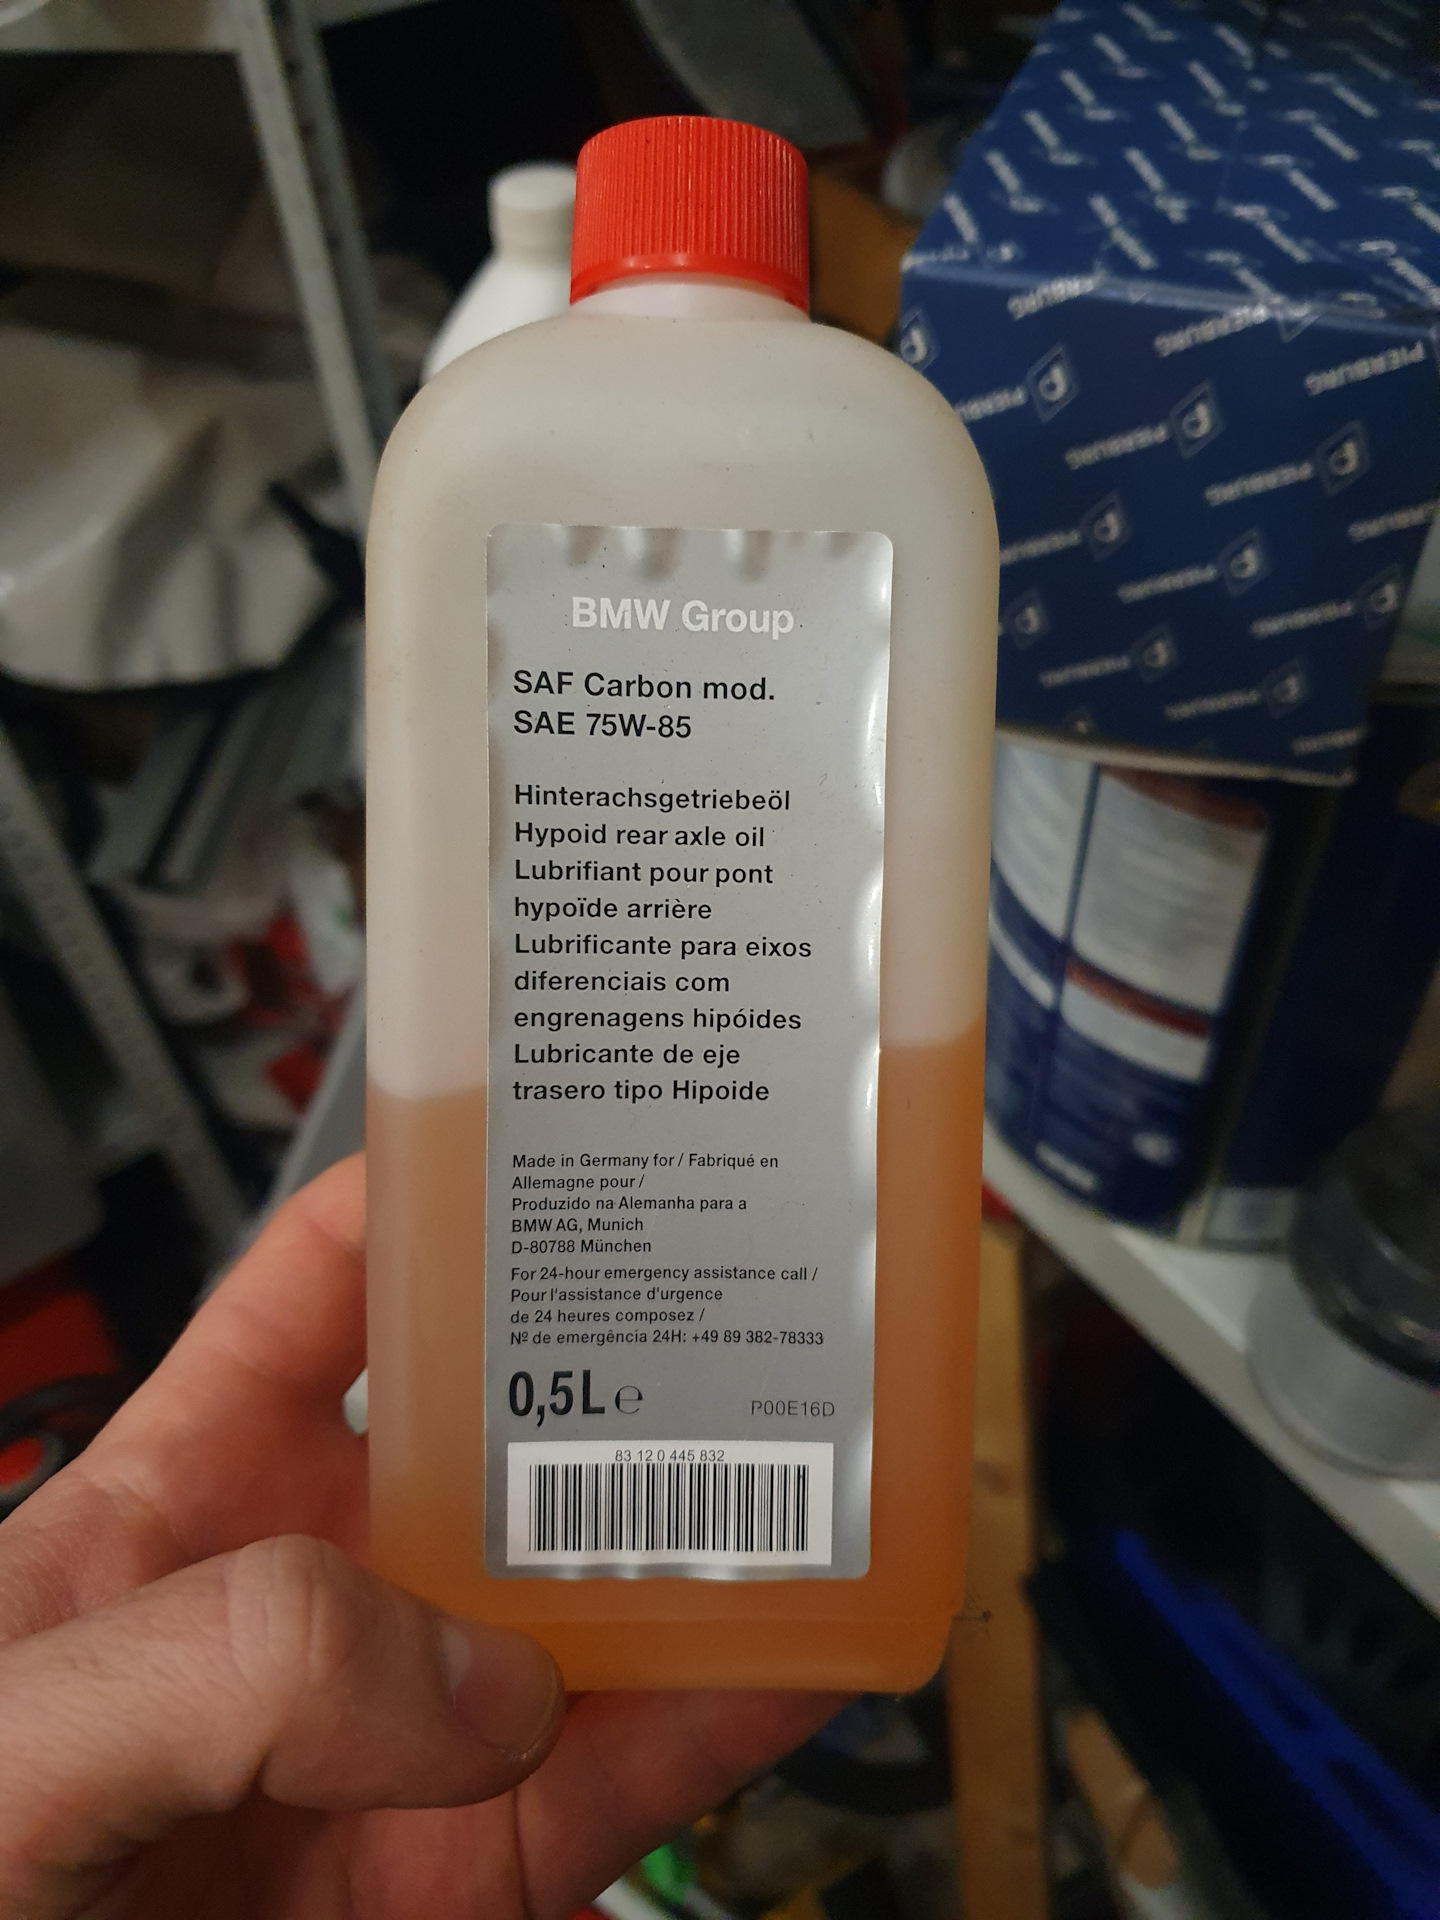 BMW Group
SAF Carbon mod.
SAE 75W-85
Hinterachsgetriebeöl
Hypoid rear axle oil
Lubrifiant pour pont
hypoïde arrière
Lubrificante para eixos
diferenciais com
engrenagens hipóides
Lubricante de eje
trasero tipo Hipoide
Made in Germany for / Fabriqué en
Allemagne pour /
Produzido na Alemanha para a
BMW AG, Munich
D-80788 München
For 24-hour emergency assistance call /
Pour l'assistance d'urgence
de 24 heures composez /
Nº de emergência 24H: +49 89 382-78333
0,5L e
P00E16D
83 12 0 445 832
PIERBURG